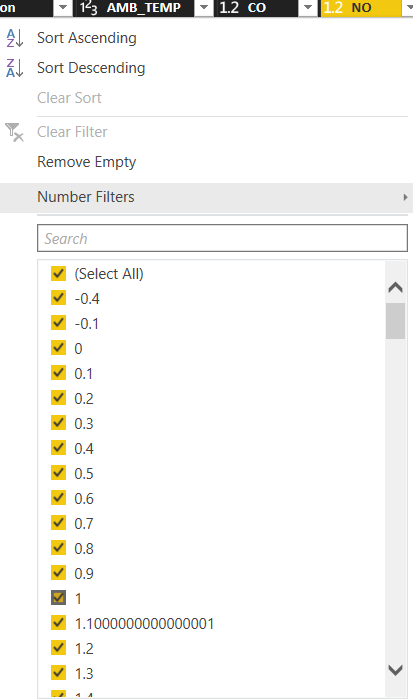 on 1²3 AMB_TEMP 1.2 CO 1.2 NO
A Z Sort Ascending
Z A Sort Descending
Clear Sort
Clear Filter
Remove Empty
Number Filters
Search
(Select All)
-0.4
-0.1
0
0.1
0.2
0.3
0.4
0.5
0.6
0.7
0.8
0.9
1
1.1000000000000001
1.2
1.3
1.4